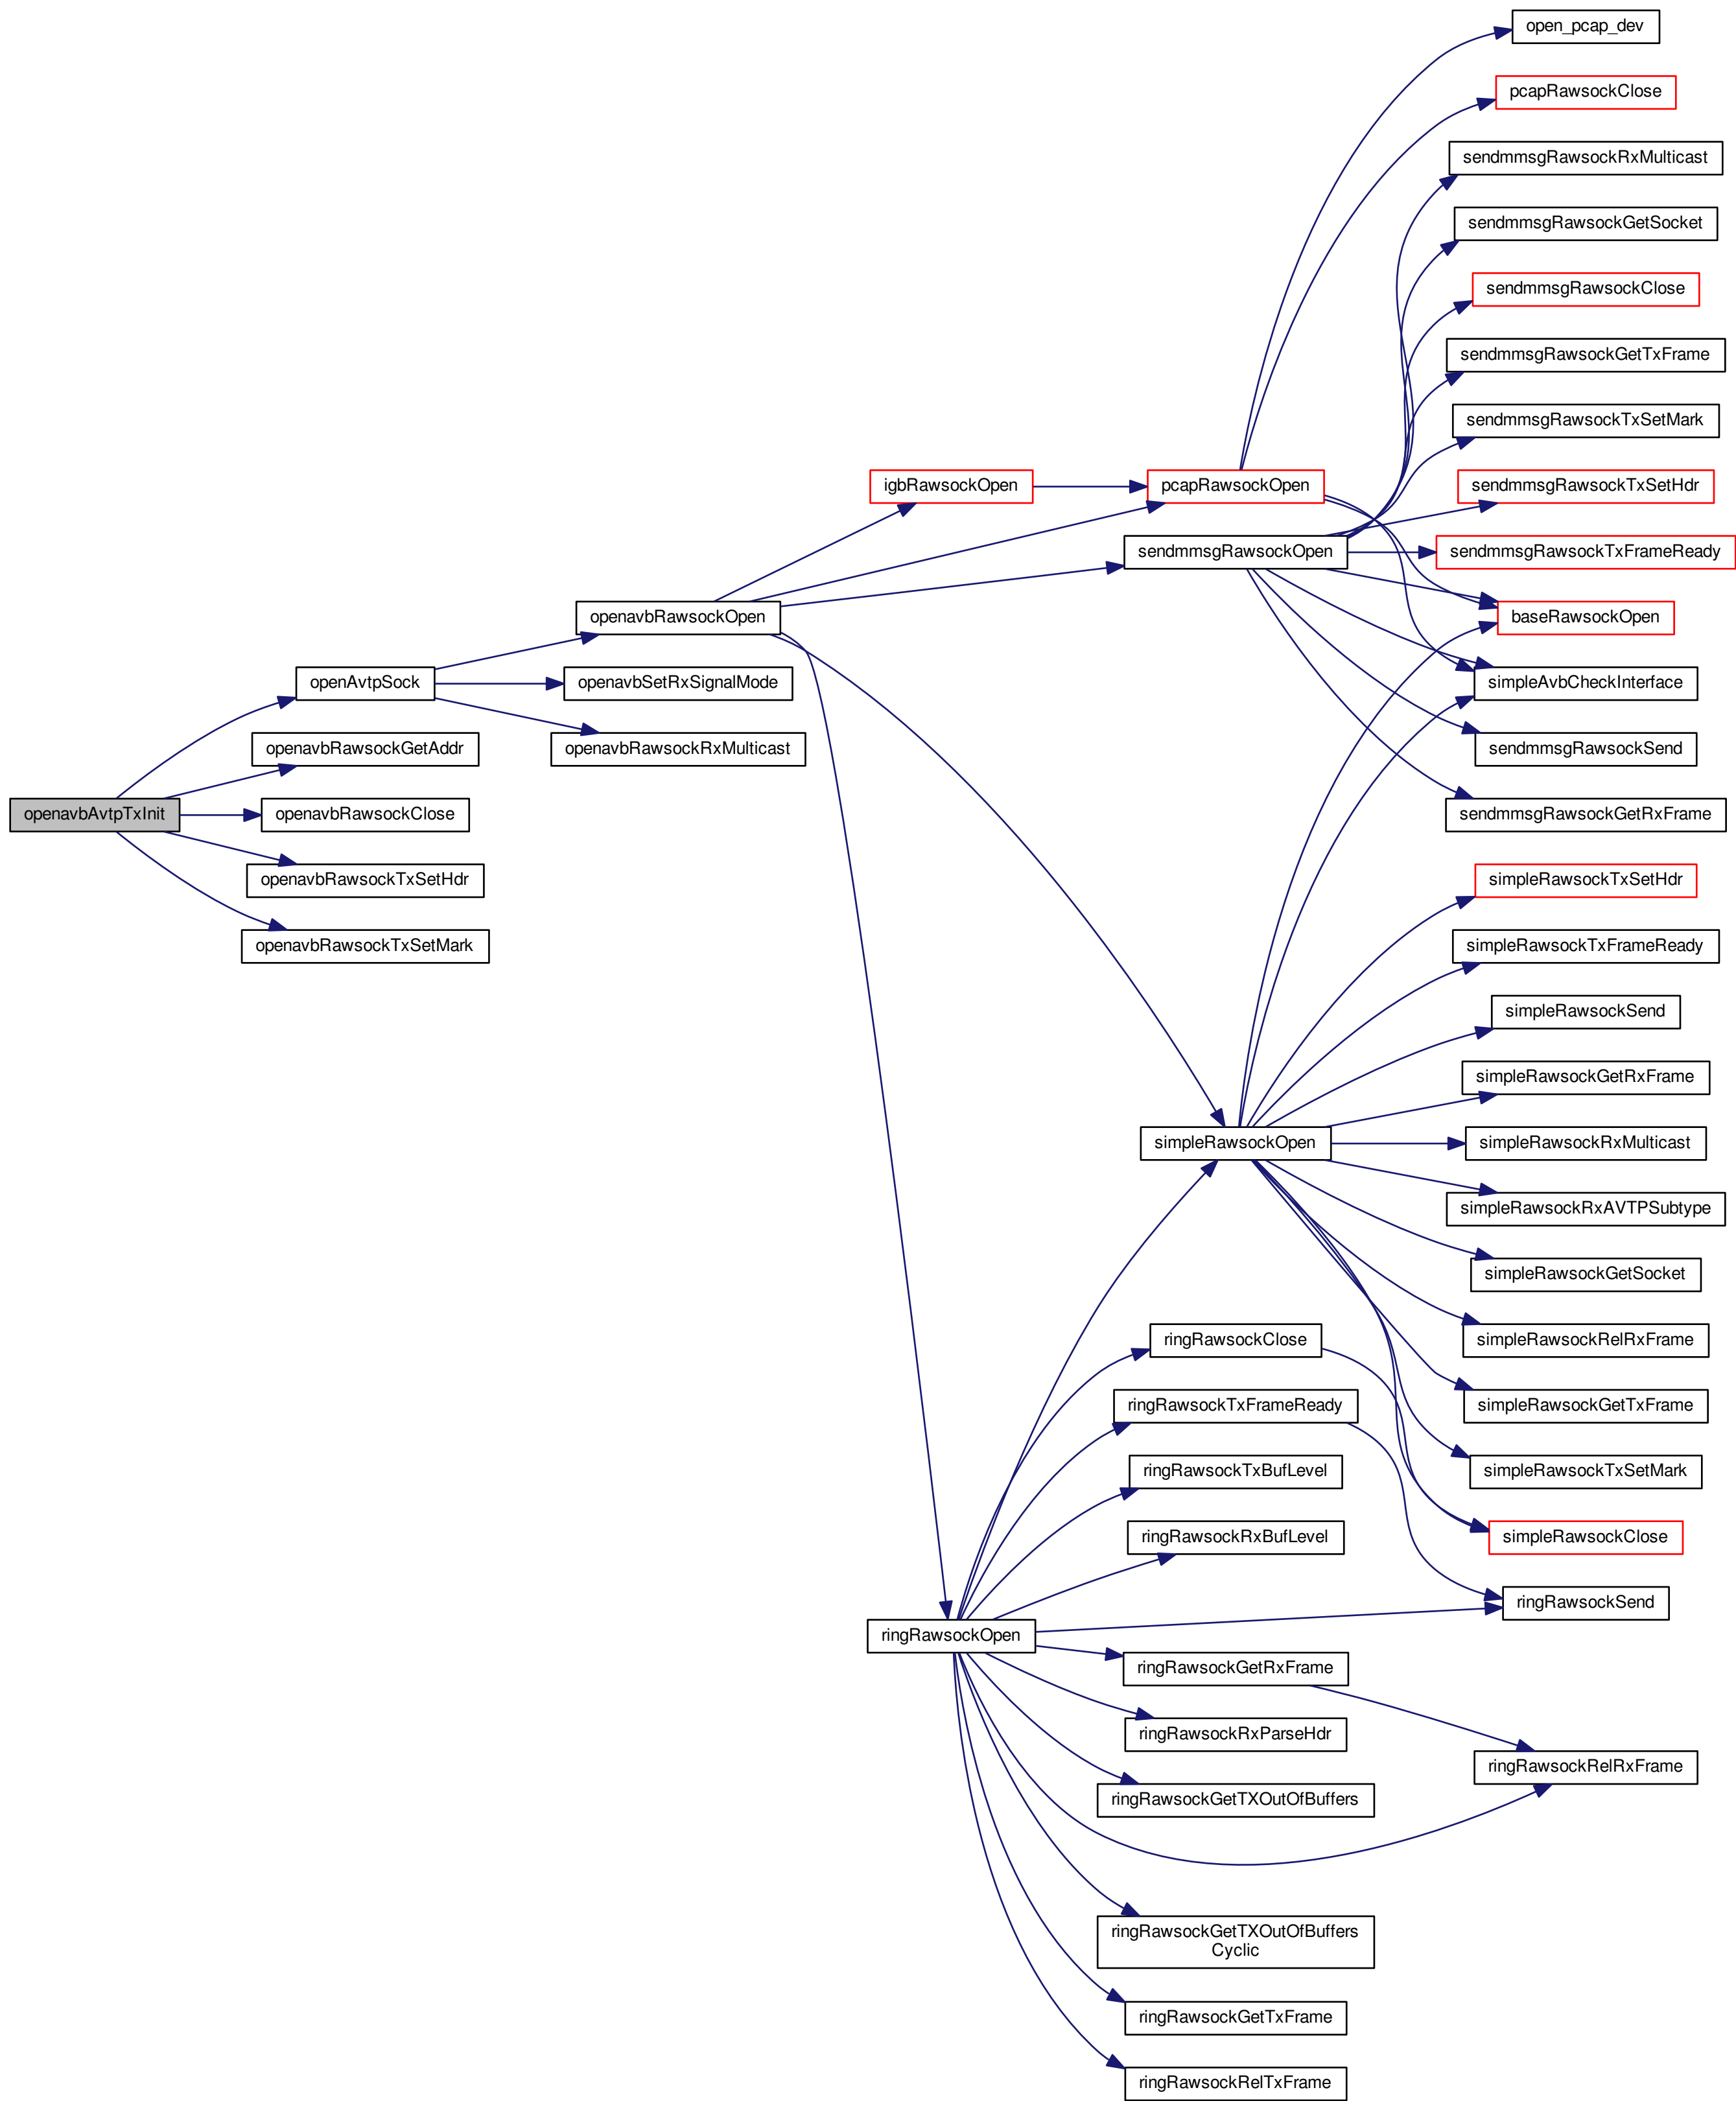 open_pcap_dev
pcapRawsockClose
sendmmsgRawsockRxMulticast
sendmmsgRawsockGetSocket
sendmmsgRawsockClose
sendmmsgRawsockGetTxFrame
sendmmsgRawsockTxSetMark
igbRawsockOpen
pcapRawsockOpen
sendmmsgRawsockTxSetHdr
sendmmsgRawsockOpen
sendmmsgRawsockTxFrameReady
openavbRawsockOpen
baseRawsockOpen
openAvtpSock
openavbSetRxSignalMode
simpleAvbCheckInterface
openavbRawsockGetAddr
openavbRawsockRxMulticast
sendmmsgRawsockSend
openavbAvtpTxInit
openavbRawsockClose
sendmmsgRawsockGetRxFrame
openavbRawsockTxSetHdr
simpleRawsockTxSetHdr
openavbRawsockTxSetMark
simpleRawsockTxFrameReady
simpleRawsockSend
simpleRawsockGetRxFrame
simpleRawsockOpen
simpleRawsockRxMulticast
simpleRawsockRxAVTPSubtype
simpleRawsockGetSocket
ringRawsockClose
simpleRawsockRelRxFrame
ringRawsockTxFrameReady
simpleRawsockGetTxFrame
ringRawsockTxBufLevel
simpleRawsockTxSetMark
ringRawsockRxBufLevel
simpleRawsockClose
ringRawsockSend
ringRawsockOpen
ringRawsockGetRxFrame
ringRawsockRxParseHdr
ringRawsockRelRxFrame
ringRawsockGetTXOutOfBuffers
ringRawsockGetTXOutOfBuffers
Cyclic
ringRawsockGetTxFrame
ringRawsockRelTxFrame